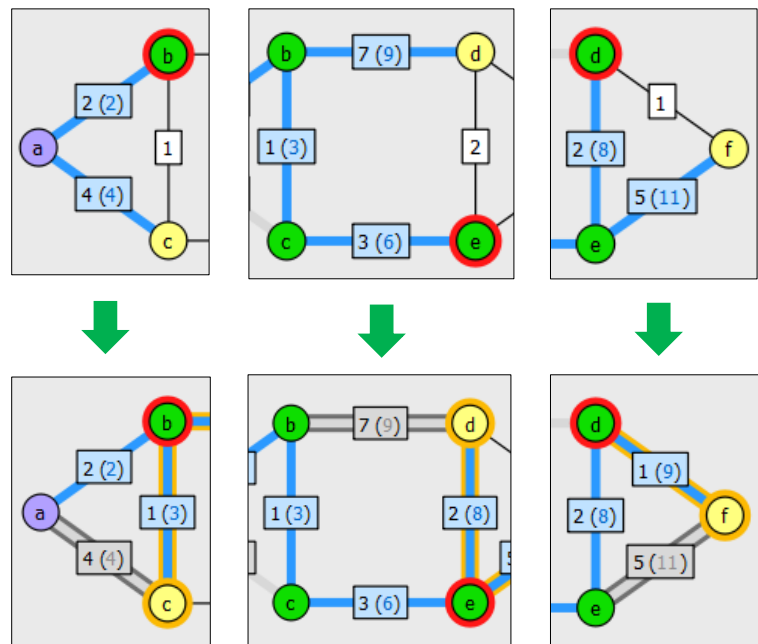 b
2 (2)
a
1
4 (4)
c
b
7 (9)
d
1 (3)
2
c
3 (6)
e
d
1
2 (8)
f
5 (11)
e
b
2 (2)
a
1 (3)
4 (4)
c
b
7 (9)
d
1 (3)
2 (8)
5
c
3 (6)
e
d
1 (9)
2 (8)
f
5 (11)
e